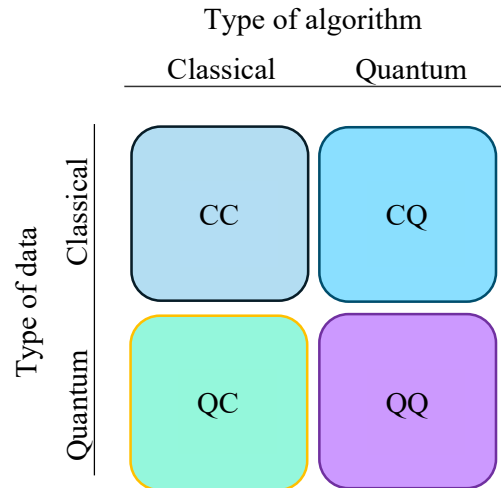 Type of algorithm
Classical Quantum
Type of data
Classical
CC CQ
Quantum
QC QQ